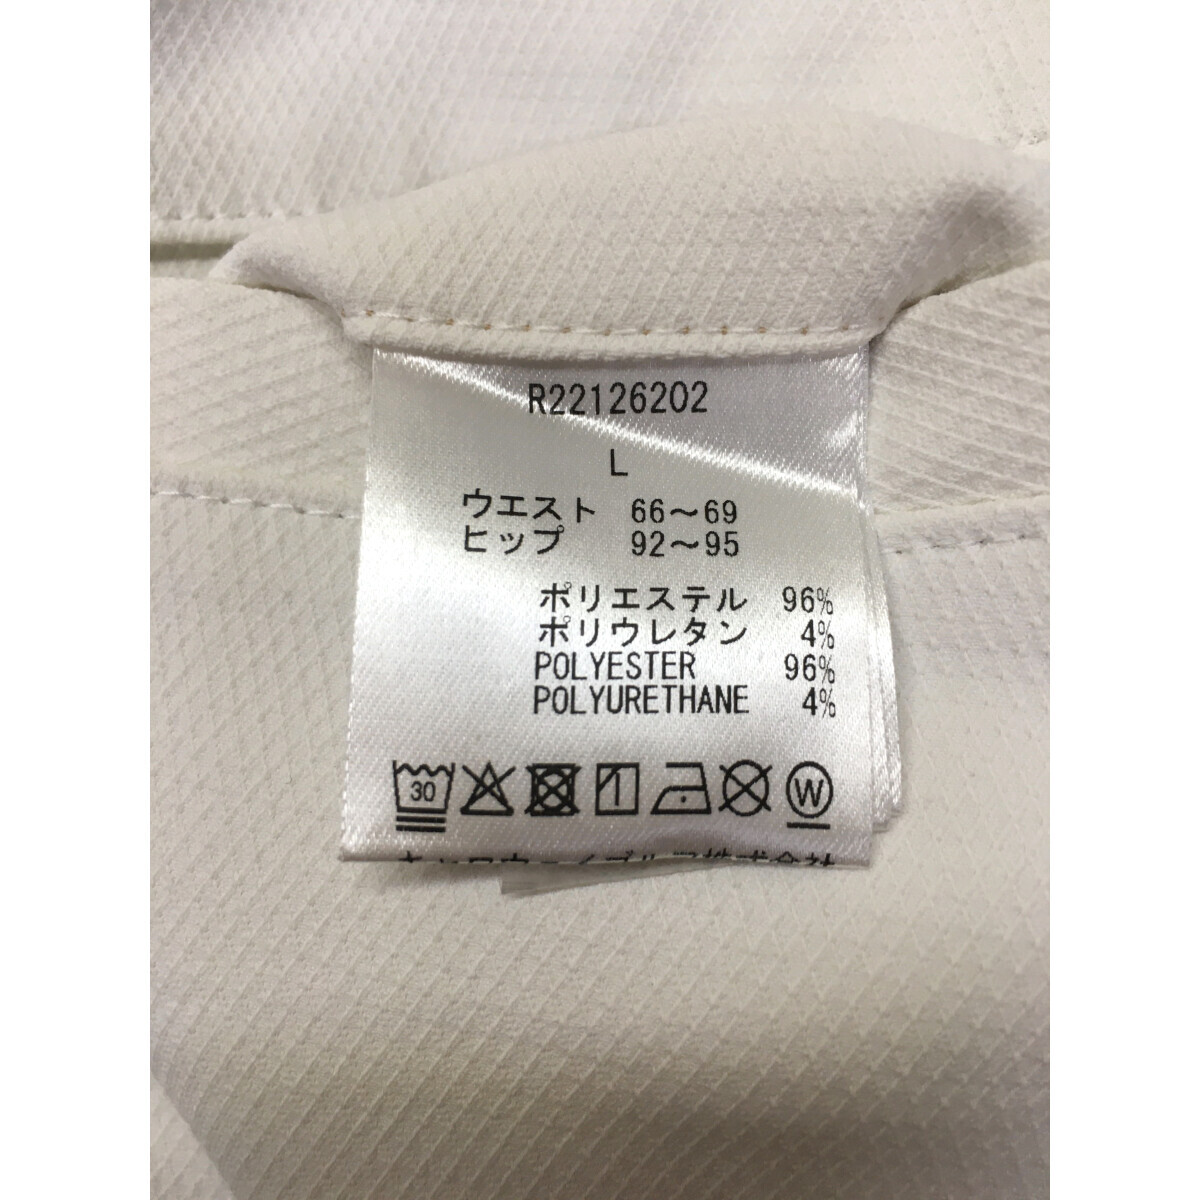 R22126202
L
ウエスト 66～69
ヒップ 92～95
ポリエステル 96%
ポリウレタン 4%
POLYESTER 96%
POLYURETHANE 4%
30
W